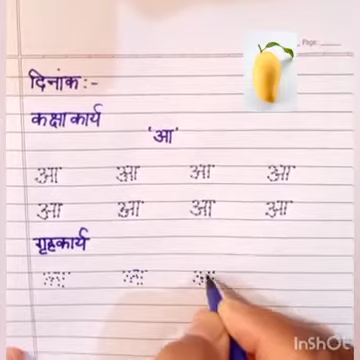 Page:
दिनांक :-
कक्षा कार्य
'आ'
आ आ आ आ
आ आ आ आ
गृहकार्य
InShOt